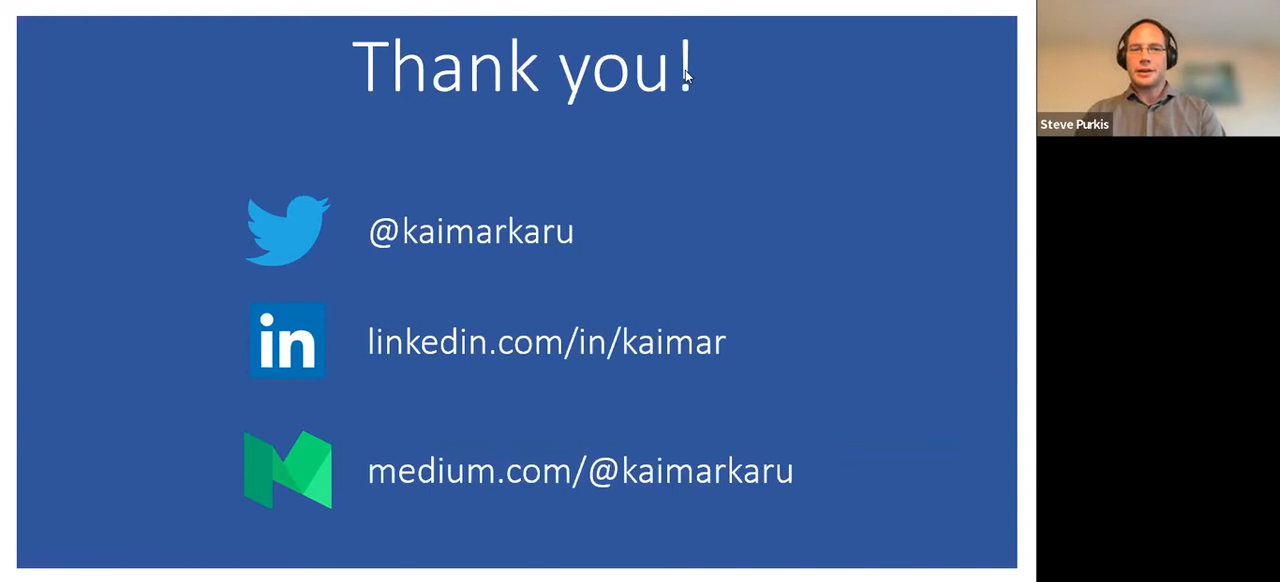 Thank you!
Steve Purkis
@kaimarkaru
in
linkedin.com/in/kaimar
medium.com/@kaimarkaru